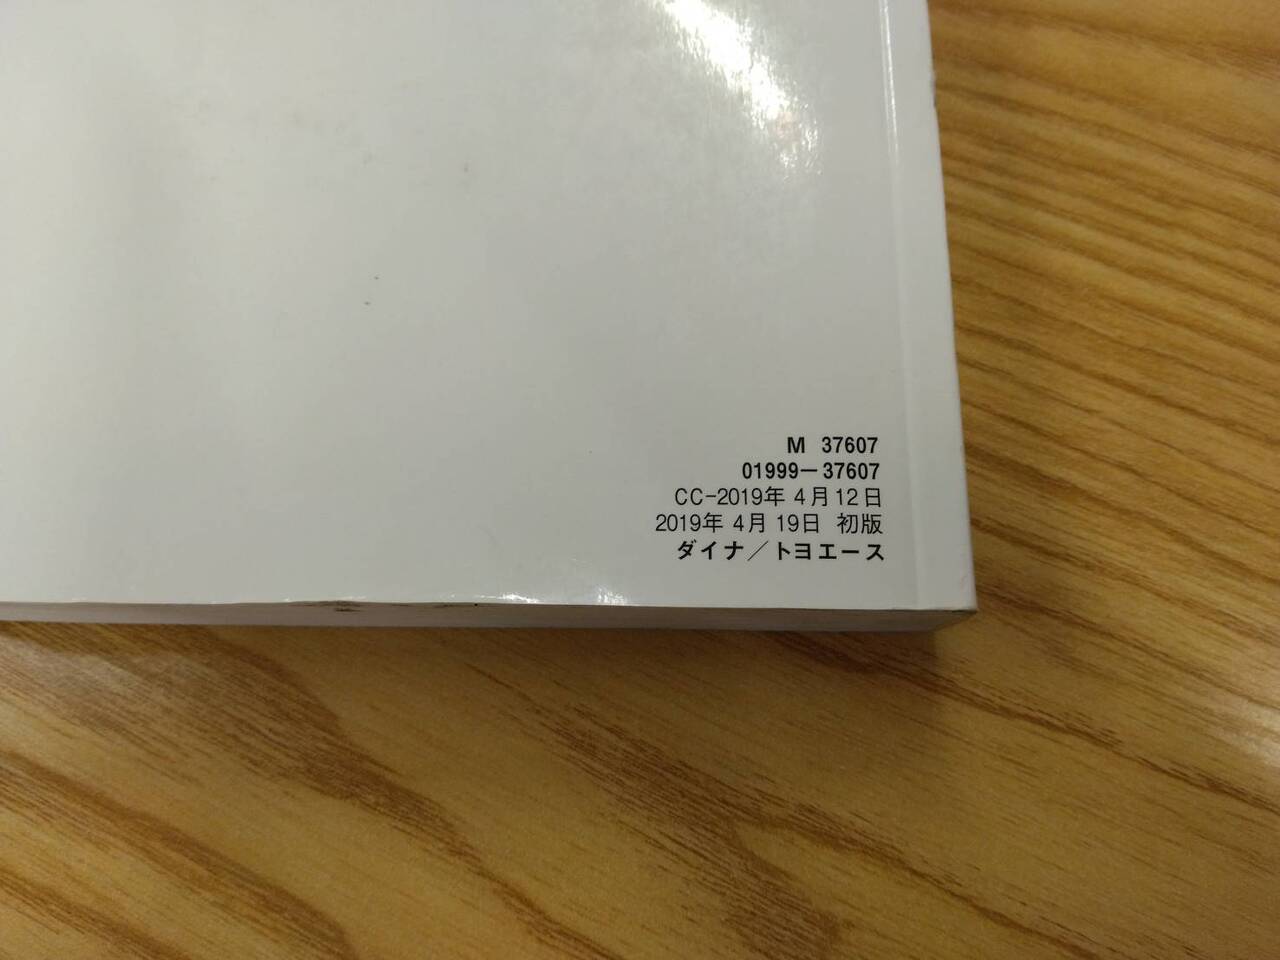 M 37607
01999-37607
CC-2019年 4月12日
2019年 4月 19日 初版
ダイナ／トヨエース